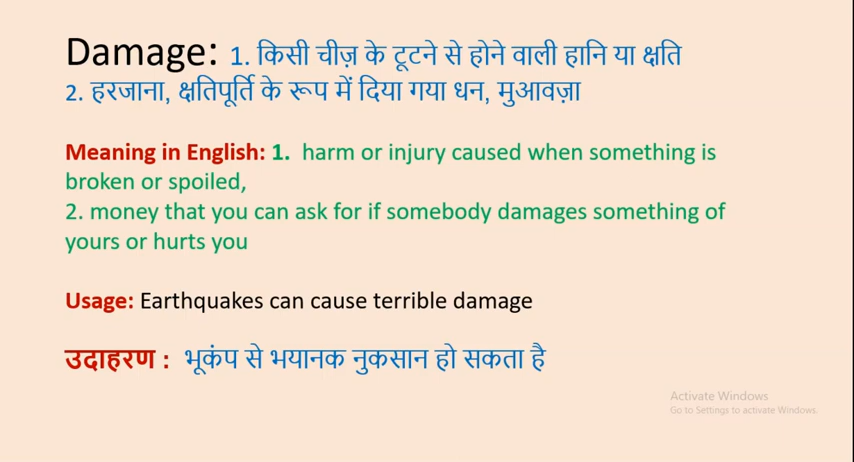 Damage: 1. किसी चीज़ के टूटने से होने वाली हानि या क्षति
2. हरजाना, क्षतिपूर्ति के रूप में दिया गया धन, मुआवज़ा
Meaning in English: 1. harm or injury caused when something is
broken or spoiled,
2. money that you can ask for if somebody damages something of
yours or hurts you
Usage: Earthquakes can cause terrible damage
उदाहरण : भूकंप से भयानक नुकसान हो सकता है
Activate Windows
Go to Settings to activate Windows.